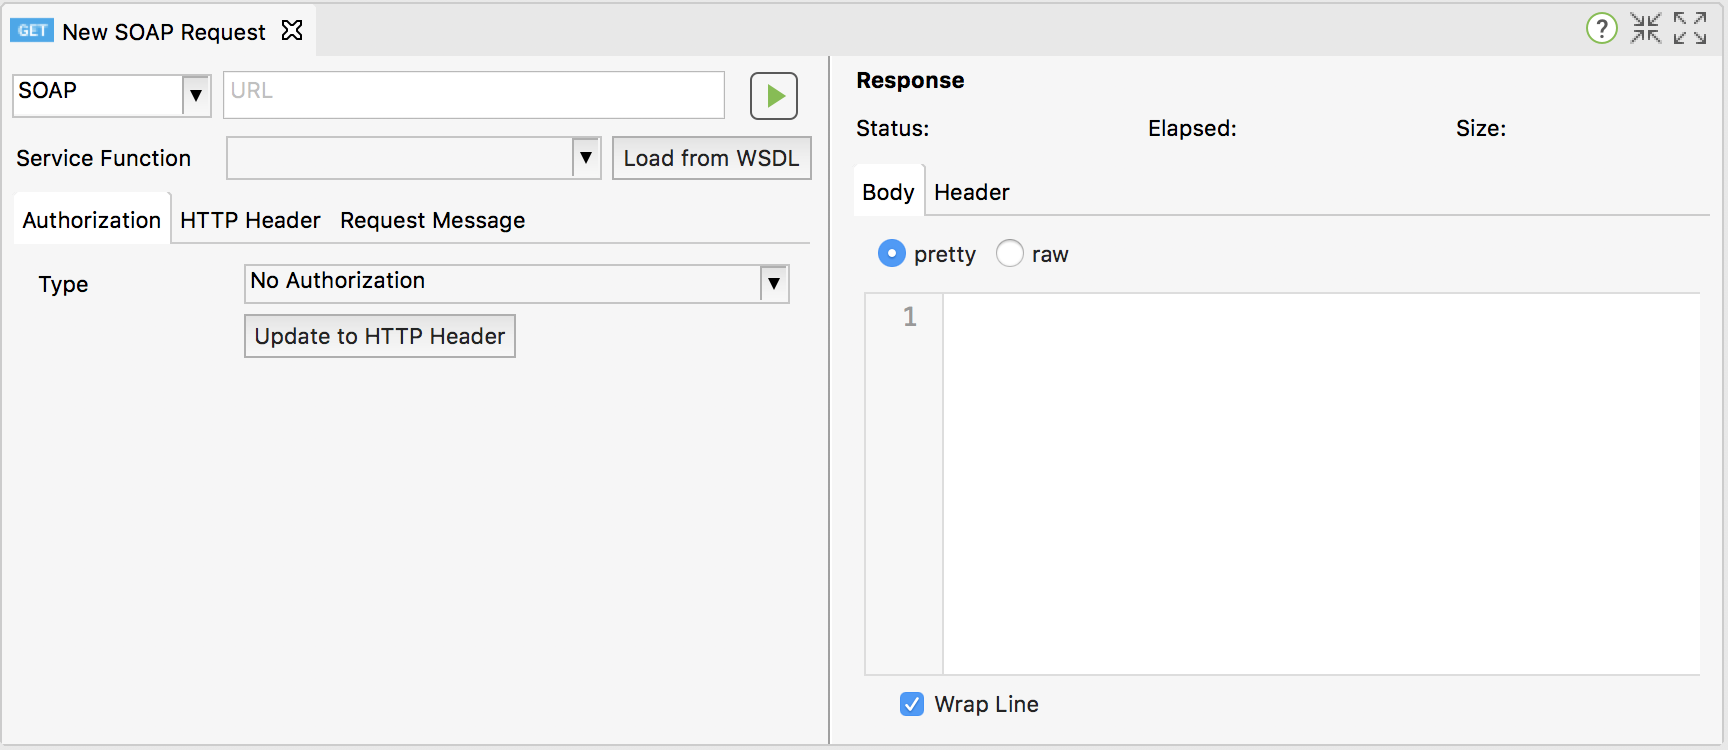 GET New SOAP Request
?
SOAP
URL
Service Function
Load from WSDL
Authorization HTTP Header Request Message
Type
No Authorization
Update to HTTP Header
Response
Status: Elapsed: Size:
Body Header
pretty raw
1
Wrap Line